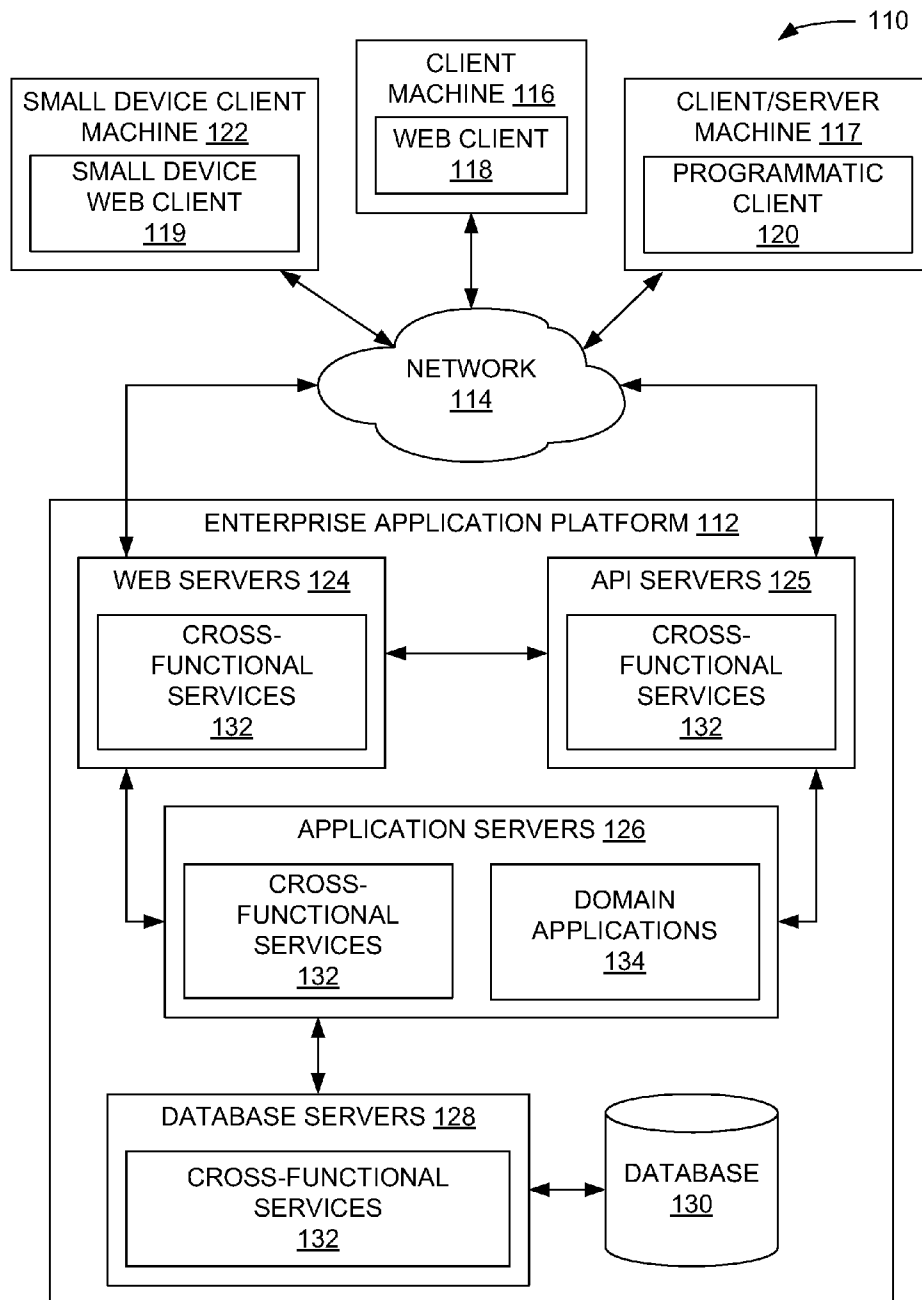 110
SMALL DEVICE CLIENT
MACHINE 122
SMALL DEVICE
WEB CLIENT
119
CLIENT
MACHINE 116
WEB CLIENT
118
CLIENT/SERVER
MACHINE 117
PROGRAMMATIC
CLIENT
120
NETWORK
114
ENTERPRISE APPLICATION PLATFORM 112
WEB SERVERS 124
CROSS-
FUNCTIONAL
SERVICES
132
API SERVERS 125
CROSS-
FUNCTIONAL
SERVICES
132
APPLICATION SERVERS 126
CROSS-
FUNCTIONAL
SERVICES
132
DOMAIN
APPLICATIONS
134
DATABASE SERVERS 128
CROSS-FUNCTIONAL
SERVICES
132
DATABASE
130